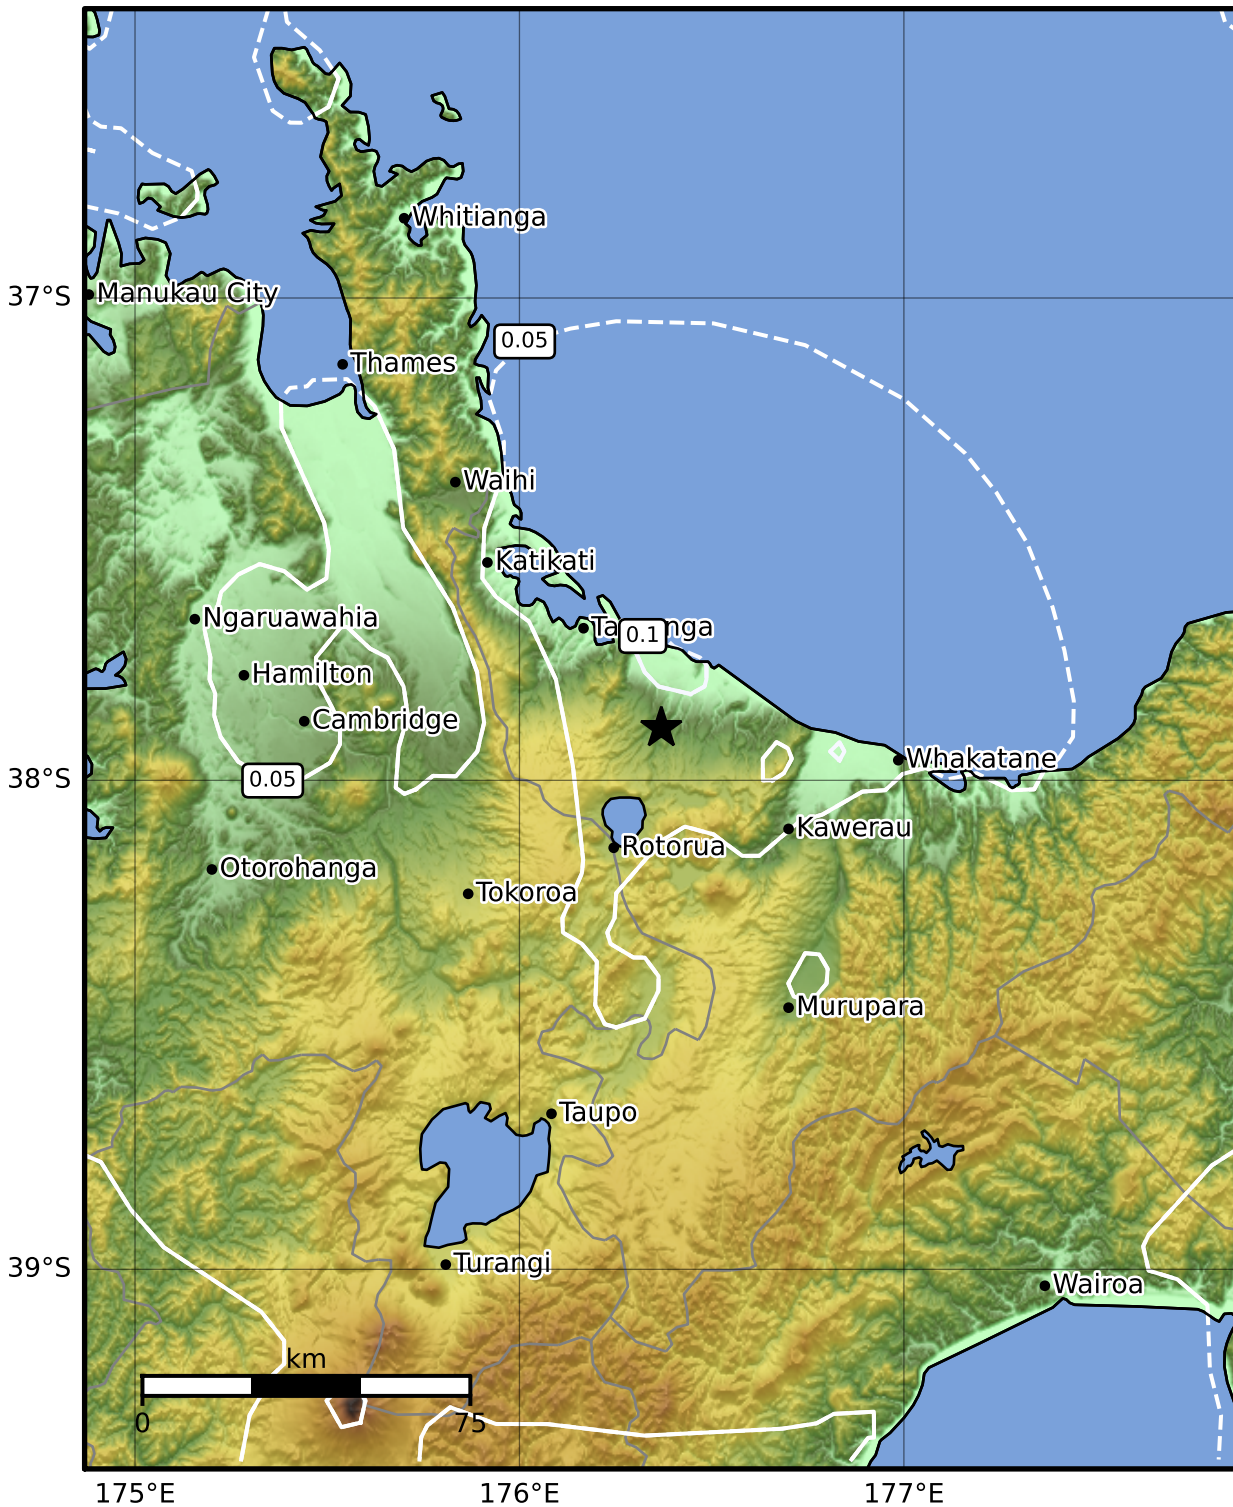 Whitianga
Manukau City
37°S
0.05
Thames
Waihi
Katikati
Ngaruawahia
0.1
Hamilton
Cambridge
Whakatane
38°S
0.05
Kawerau
Rotorua
Otorohanga
Tokoroa
Murupara
Taupo
39°S
Turangi
Wairoa
km
0
75
175°E
176°E
177°E